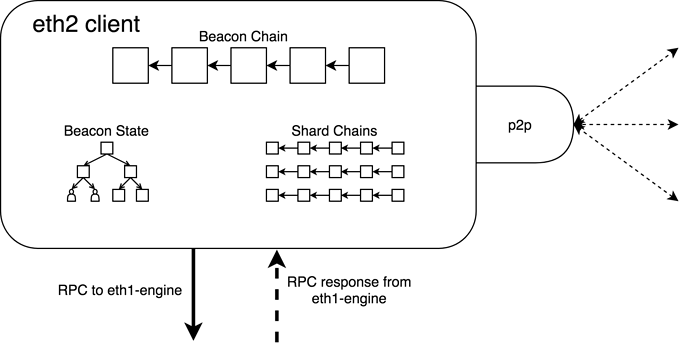 eth2 client
Beacon Chain
Beacon State
Shard Chains
p2p
RPC to eth1-engine
RPC response from
eth1-engine